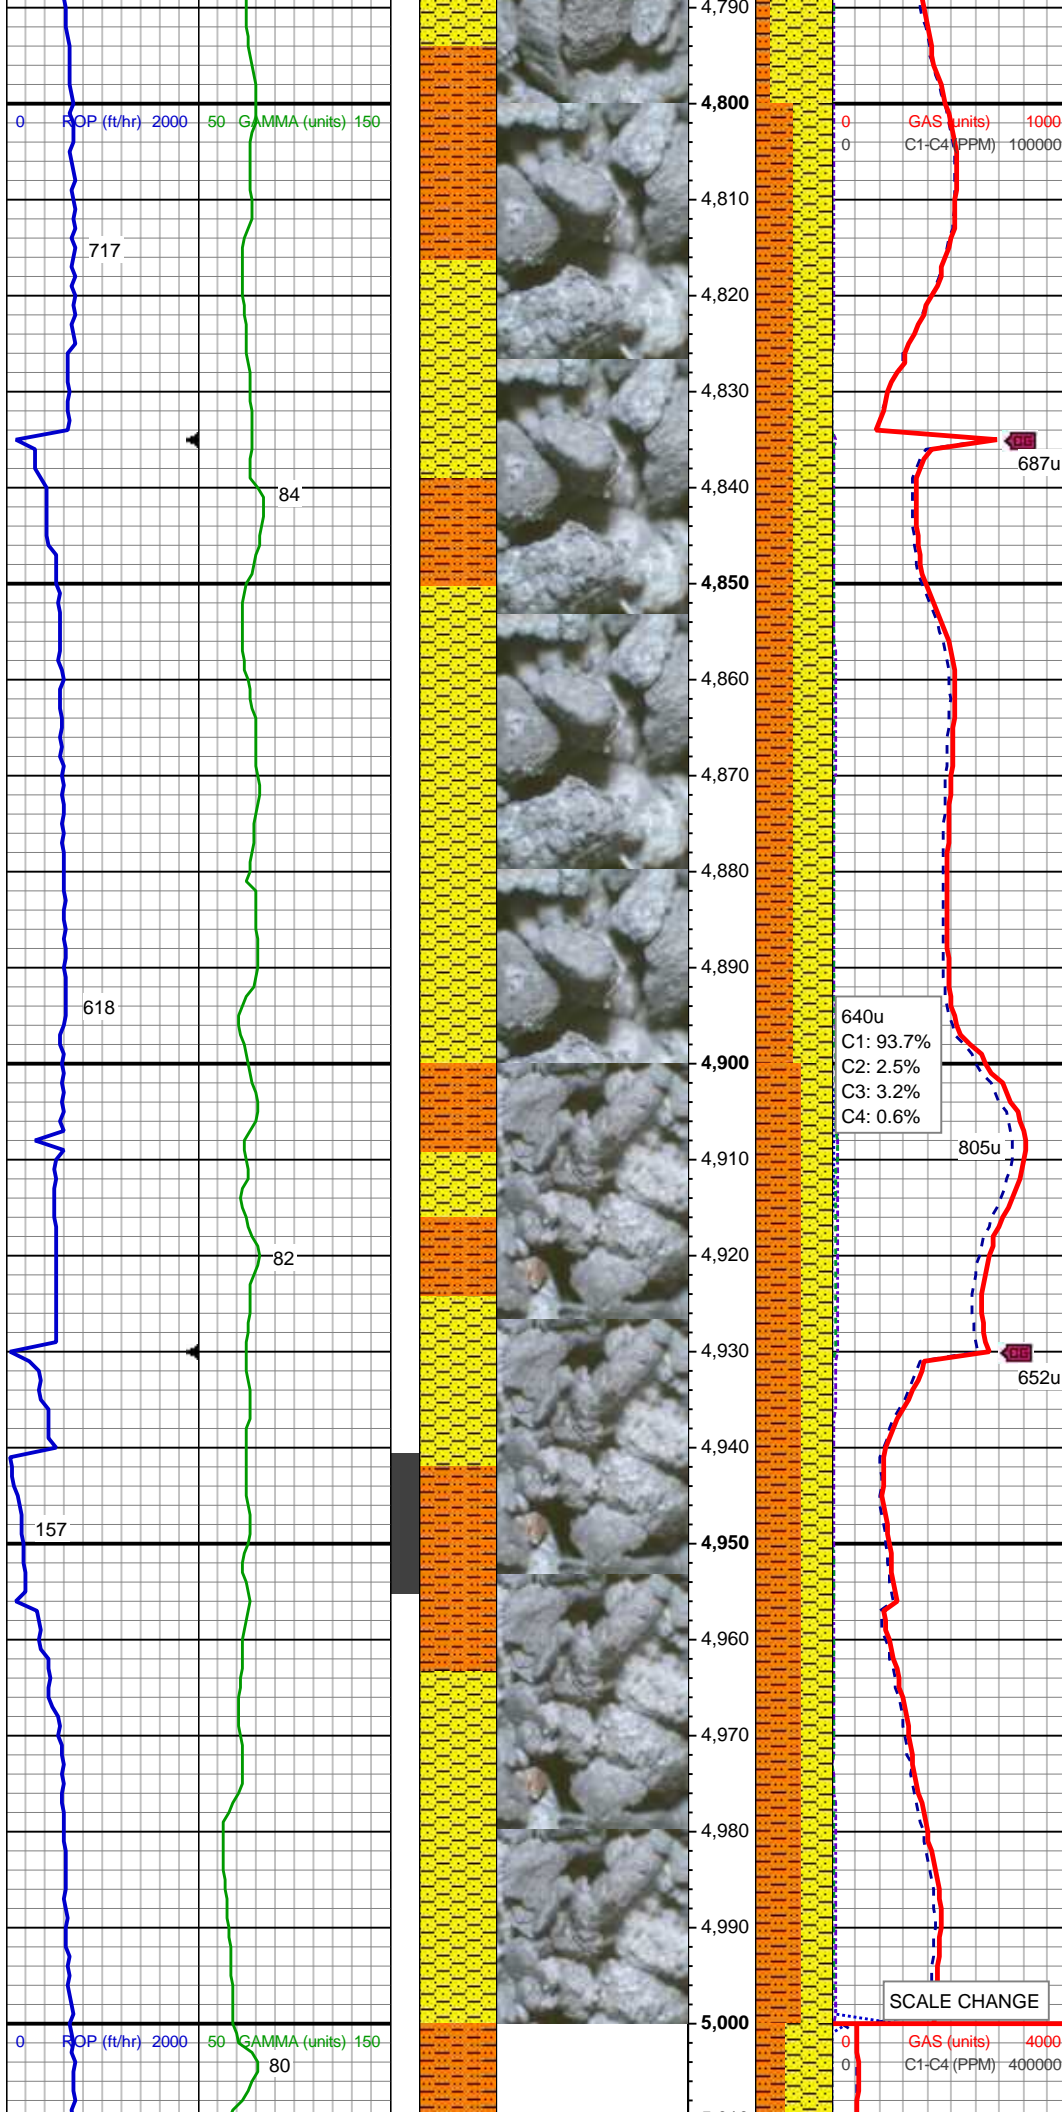 4,790
4,800
0 ROP (ft/hr) 2000 50 GAMMA (units) 150
0 GAS (units) 1000
0 C1-C4 (PPM) 100000
4,810
717
4,820
4,830
CG
687u
4,840
84
4,850
4,860
4,870
4,880
4,890
618
640u
C1: 93.7%
C2: 2.5%
C3: 3.2%
C4: 0.6%
4,900
4,910
805u
4,920
82
4,930
CG
652u
4,940
157
4,950
4,960
4,970
4,980
4,990
SCALE CHANGE
5,000
0 ROP (ft/hr) 2000 50 GAMMA (units) 150
0 GAS (units) 4000
0 C1-C4 (PPM) 400000
80